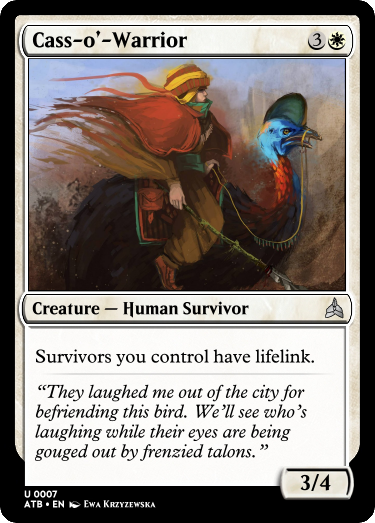 Cass-o'-Warrior 3
Creature — Human Survivor
Survivors you control have lifelink.
“They laughed me out of the city for
befriending this bird. We'll see who's
laughing while their eyes are being
gouged out by frenzied talons.”
3/4
U 0007
ATB • EN Ewa Krzyzewska